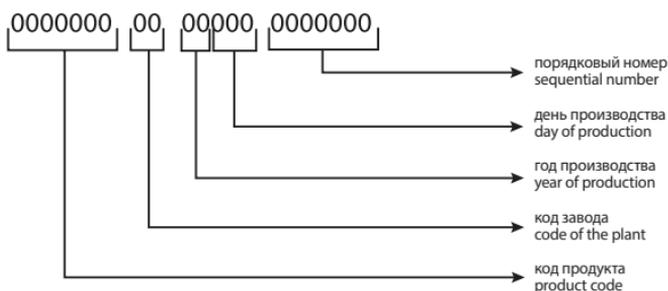 0000000 00 00000 0000000
порядковый номер
sequential number
день производства
day of production
год производства
year of production
код завода
code of the plant
код продукта
product code